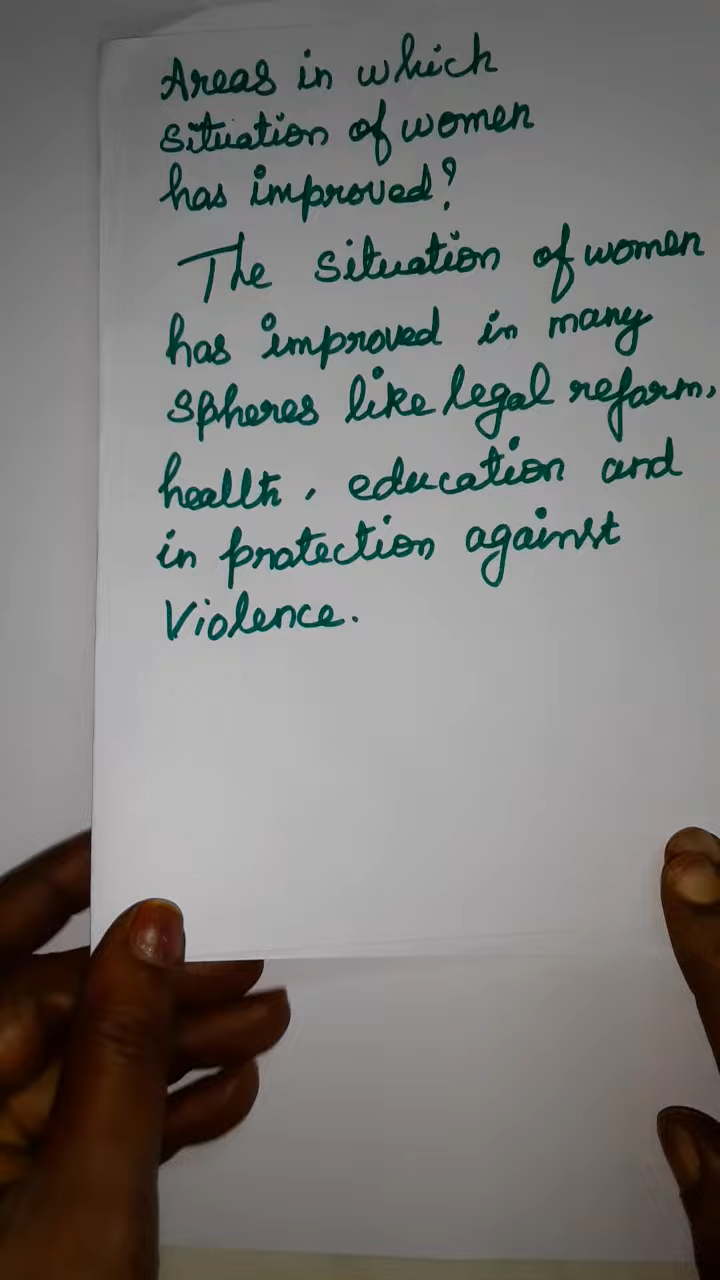 Areas in which
situation of women
has improved?
The situation of women
has improved in many
spheres like legal reform,
health, education and
in protection against
Violence.